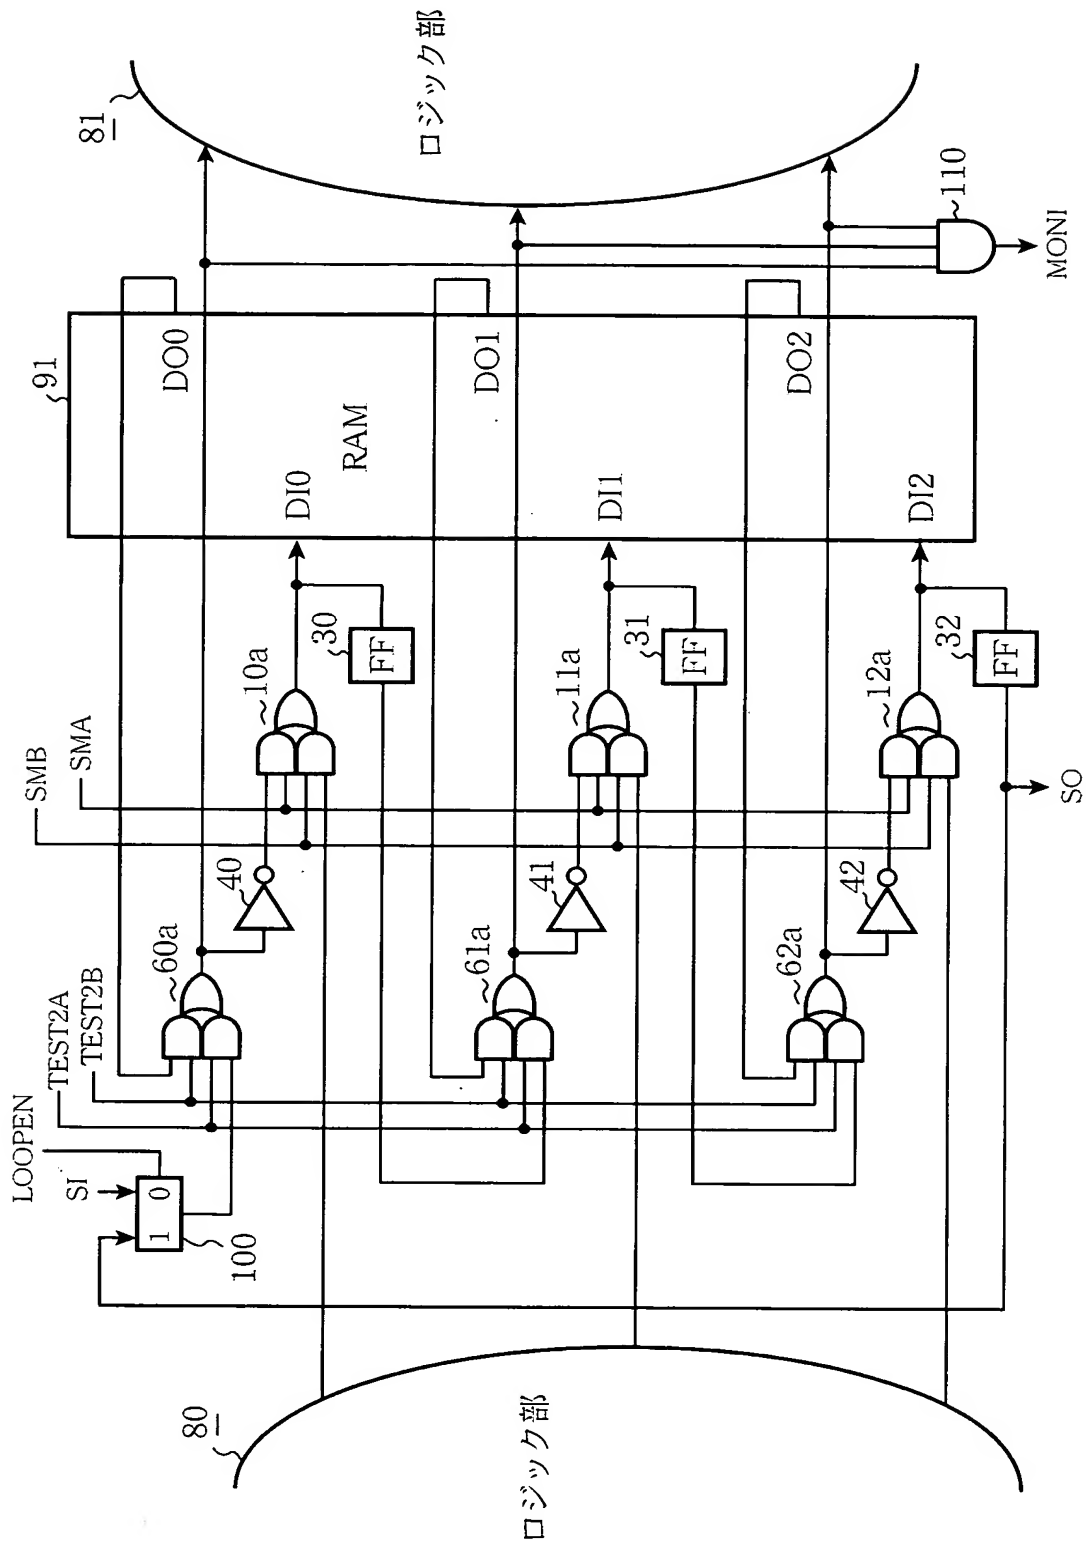 LOOPEN
SI
TEST2A
TEST2B
SMB
SMA
1 0
100
60a
40
10a
30
FF
DI0
DO0
91
RAM
61a
41
11a
31
FF
DI1
DO1
62a
42
12a
32
FF
DI2
DO2
SO
80
ロジック部
81
ロジック部
110
MONI